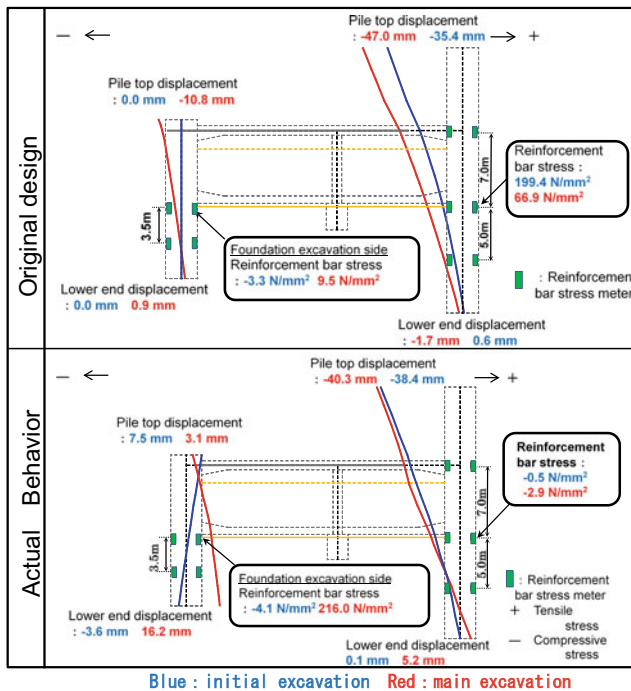 Original design
Pile top displacement
: -47.0 mm -35.4 mm
− ← → +
Pile top displacement
: 0.0 mm -10.8 mm
7.0m
Reinforcement
bar stress :
199.4 N/mm²
66.9 N/mm²
3.5m
5.0m
Foundation excavation side
Reinforcement bar stress
: -3.3 N/mm² 9.5 N/mm²
: Reinforcement
bar stress meter
Lower end displacement
: 0.0 mm 0.9 mm
Lower end displacement
: -1.7 mm 0.6 mm
Actual Behavior
Pile top displacement
: -40.3 mm -38.4 mm
− ← → +
Pile top displacement
: 7.5 mm 3.1 mm
7.0m
Reinforcement
bar stress :
-0.5 N/mm²
-2.9 N/mm²
3.5m
5.0m
Foundation excavation side
Reinforcement bar stress
: -4.1 N/mm² 216.0 N/mm²
: Reinforcement
bar stress meter
+ Tensile
stress
− Compressive
stress
Lower end displacement
: -3.6 mm 16.2 mm
Lower end displacement
0.1 mm 5.2 mm
Blue : initial excavation Red : main excavation